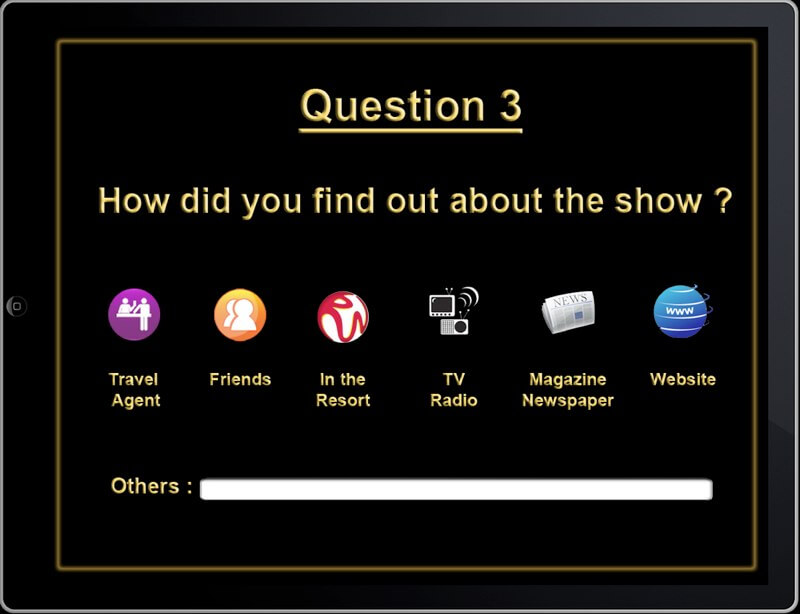 Question 3
How did you find out about the show ?
NEWS
www
Travel
Agent
Friends
In the
Resort
TV
Radio
Magazine
Newspaper
Website
Others :